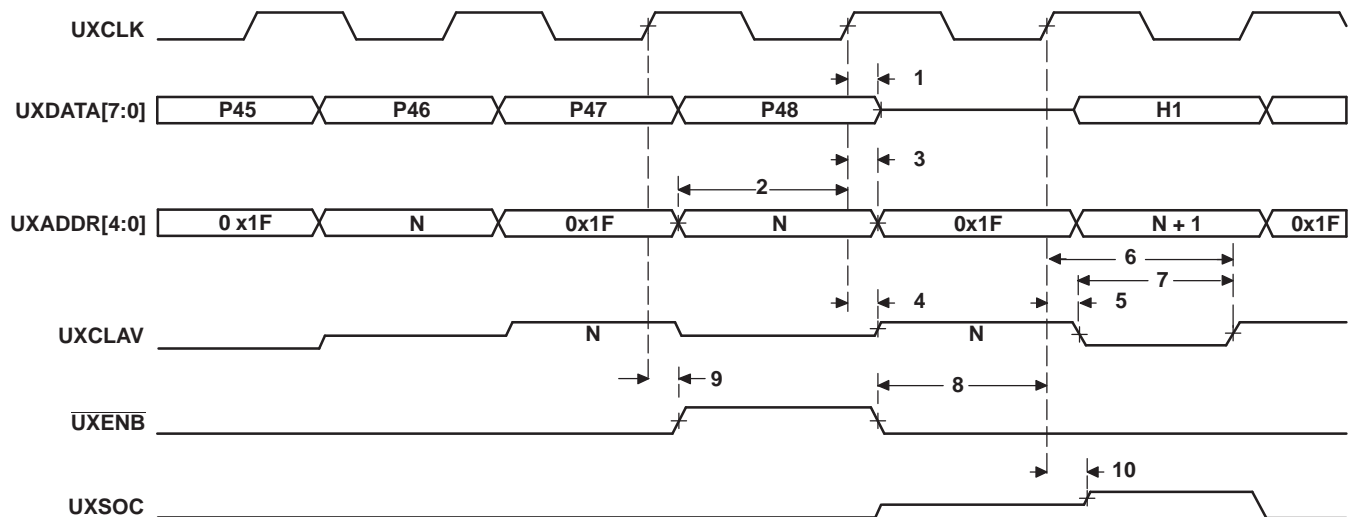 UXCLK
1
UXDATA[7:0] P45 P46 P47 P48 H1
3
2
UXADDR[4:0] 0 x1F N 0x1F N 0x1F N + 1 0x1F
6
7
4 5
UXCLAV N N
9 8
UXENB
10
UXSOC